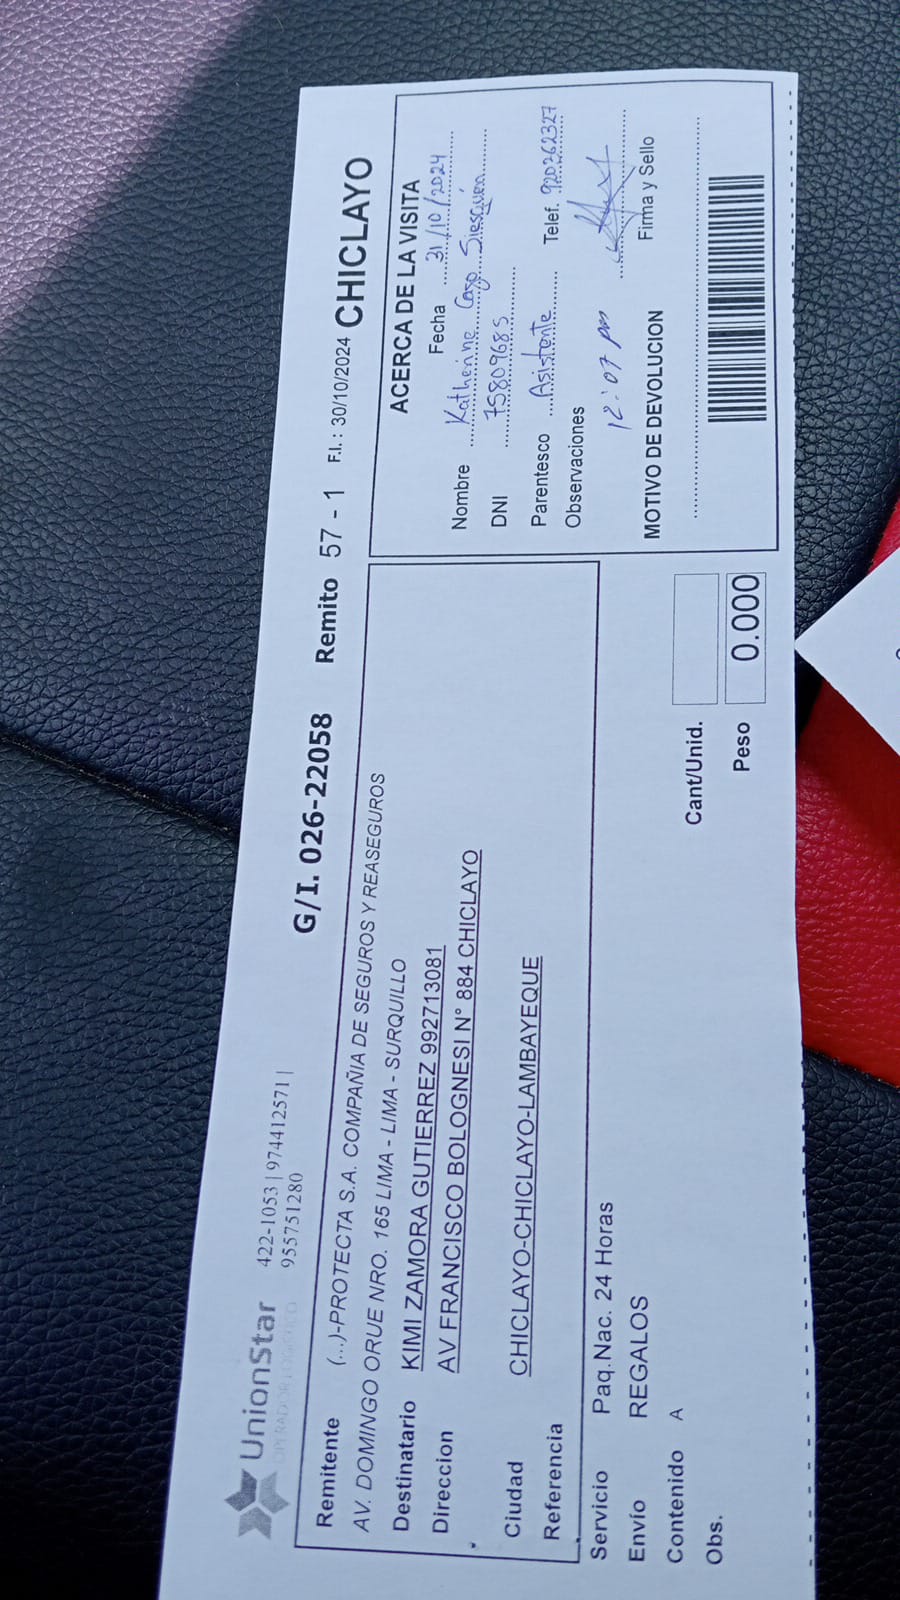 UnionStar
OPERADOR LOGISTICO
422-1053 | 974412571 |
955751280
G/I. 026-22058 Remito 57 - 1 F.I.: 30/10/2024 CHICLAYO
Remitente (...)-PROTECTA S.A. COMPAÑIA DE SEGUROS Y REASEGUROS
AV. DOMINGO ORUE NRO. 165 LIMA - LIMA - SURQUILLO
Destinatario KIMI ZAMORA GUTIERREZ 992713081
Direccion AV FRANCISCO BOLOGNESI N° 884 CHICLAYO
Ciudad CHICLAYO-CHICLAYO-LAMBAYEQUE
Referencia
Servicio Paq.Nac. 24 Horas
Envío REGALOS
Contenido A
Obs.
Cant/Unid.
Peso 0.000
ACERCA DE LA VISITA
Fecha 31/10/2024
Nombre Katherine Caso Siesquén
DNI 75809685
Parentesco Asistente Telef. 920262327
Observaciones
12:07 pm
Firma y Sello
MOTIVO DE DEVOLUCION